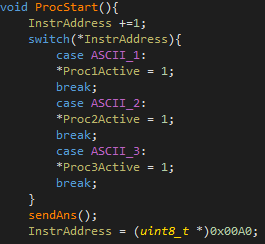 void ProcStart(){
    InstrAddress +=1;
    switch(*InstrAddress){
        case ASCII_1:
        *Proc1Active = 1;
        break;
        case ASCII_2:
        *Proc2Active = 1;
        break;
        case ASCII_3:
        *Proc3Active = 1;
        break;
    }
    sendAns();
    InstrAddress = (uint8_t *)0x00A0;